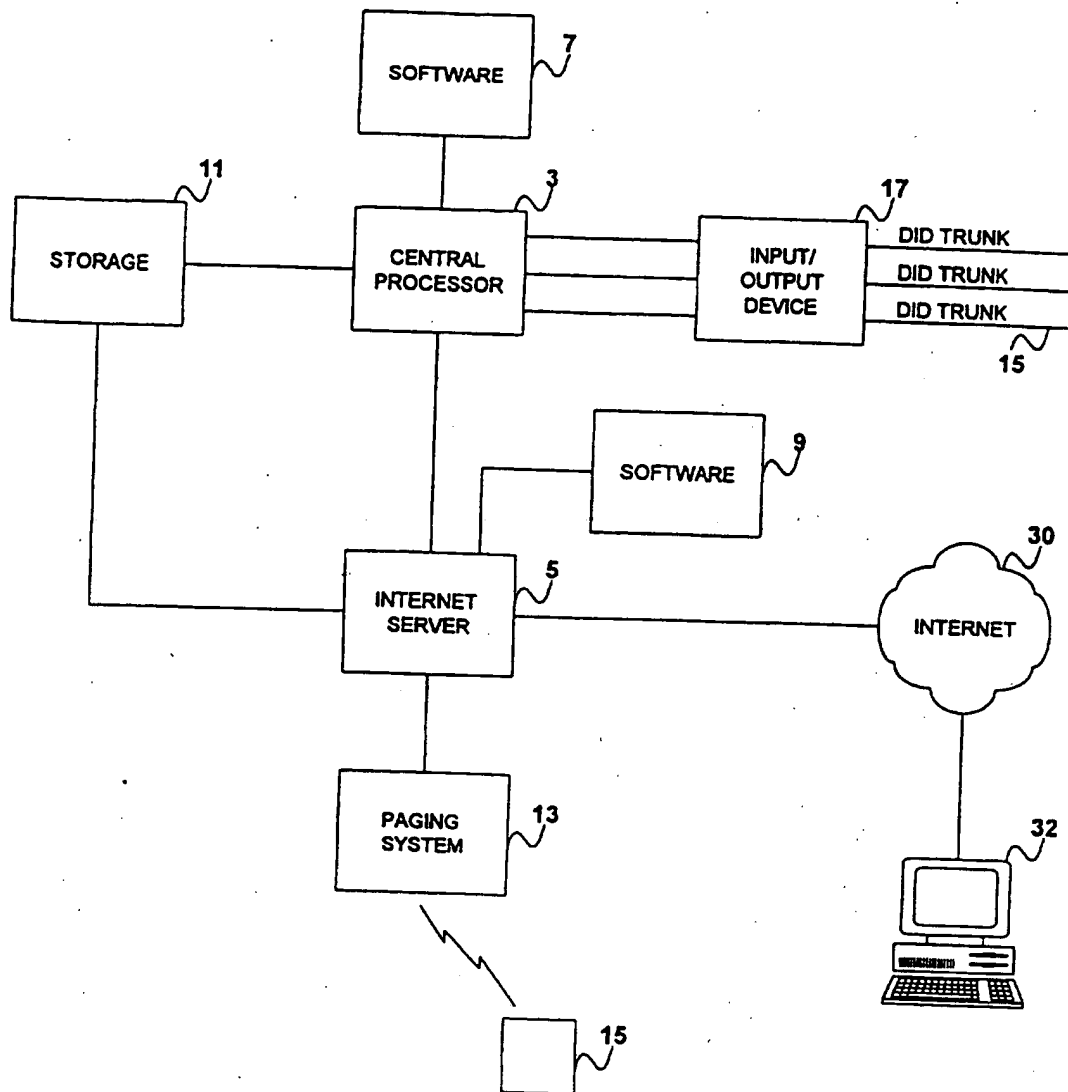 7
SOFTWARE
11
3
17
STORAGE
CENTRAL
PROCESSOR
INPUT/
OUTPUT
DEVICE
DID TRUNK
DID TRUNK
DID TRUNK
15
9
SOFTWARE
5
INTERNET
SERVER
30
INTERNET
13
PAGING
SYSTEM
32
15